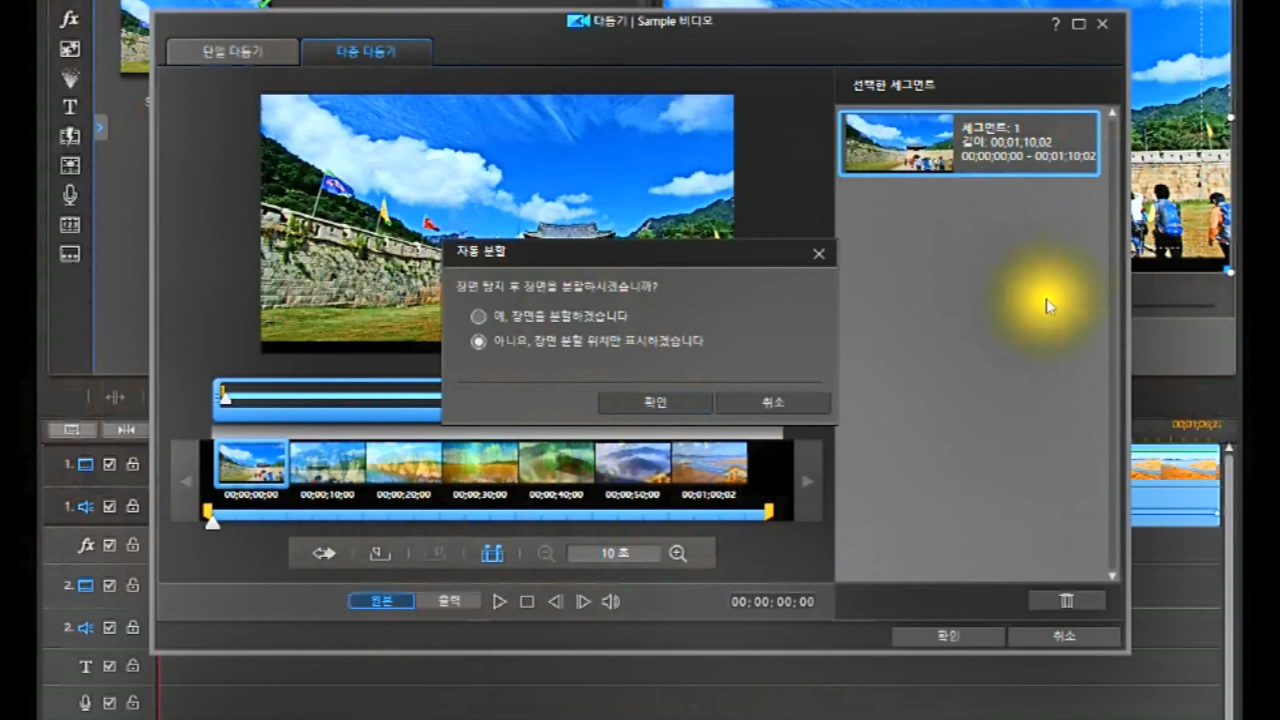 다듬기 | Sample 비디오
단일 다듬기
다중 다듬기
선택한 세그먼트
세그먼트: 1
길이: 00;01;10;02
00;00;00;00 - 00;01;10;02
자동 분할
장면 탐지 후 장면을 분할하시겠습니까?
예, 장면을 분할하겠습니다
아니요, 장면 분할 위치만 표시하겠습니다
확인
취소
00;00;00;00
00;00;10;00
00;00;20;00
00;00;30;00
00;00;40;00
00;00;50;00
00;01;00;02
10 초
원본
출력
00; 00; 00; 00
확인
취소
1.
1.
fx
2.
2.
T